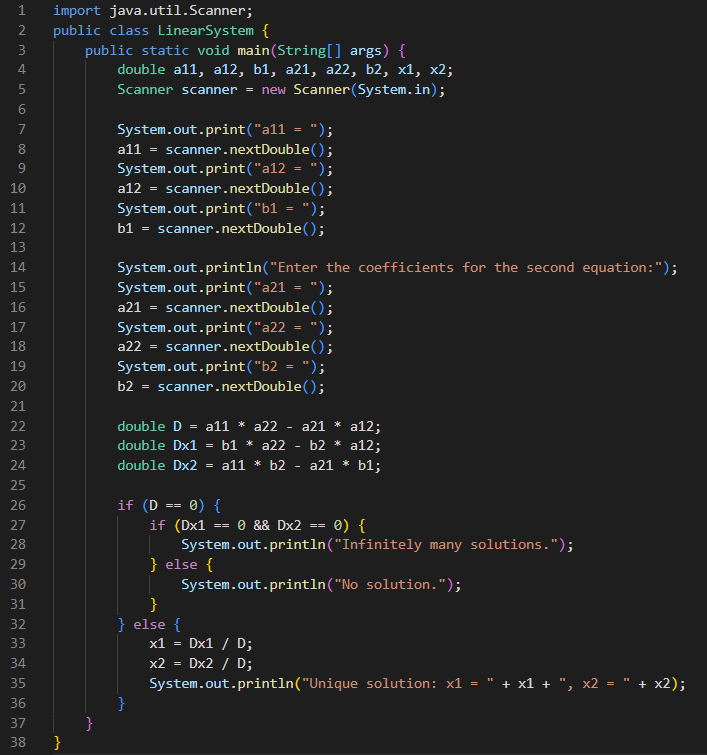 1 import java.util.Scanner;
2 public class LinearSystem {
3     public static void main(String[] args) {
4         double a11, a12, b1, a21, a22, b2, x1, x2;
5         Scanner scanner = new Scanner(System.in);
6
7         System.out.print("a11 = ");
8         a11 = scanner.nextDouble();
9         System.out.print("a12 = ");
10         a12 = scanner.nextDouble();
11         System.out.print("b1 = ");
12         b1 = scanner.nextDouble();
13
14         System.out.println("Enter the coefficients for the second equation:");
15         System.out.print("a21 = ");
16         a21 = scanner.nextDouble();
17         System.out.print("a22 = ");
18         a22 = scanner.nextDouble();
19         System.out.print("b2 = ");
20         b2 = scanner.nextDouble();
21
22         double D = a11 * a22 - a21 * a12;
23         double Dx1 = b1 * a22 - b2 * a12;
24         double Dx2 = a11 * b2 - a21 * b1;
25
26         if (D == 0) {
27             if (Dx1 == 0 && Dx2 == 0) {
28                 System.out.println("Infinitely many solutions.");
29             } else {
30                 System.out.println("No solution.");
31             }
32         } else {
33             x1 = Dx1 / D;
34             x2 = Dx2 / D;
35             System.out.println("Unique solution: x1 = " + x1 + ", x2 = " + x2);
36         }
37     }
38 }